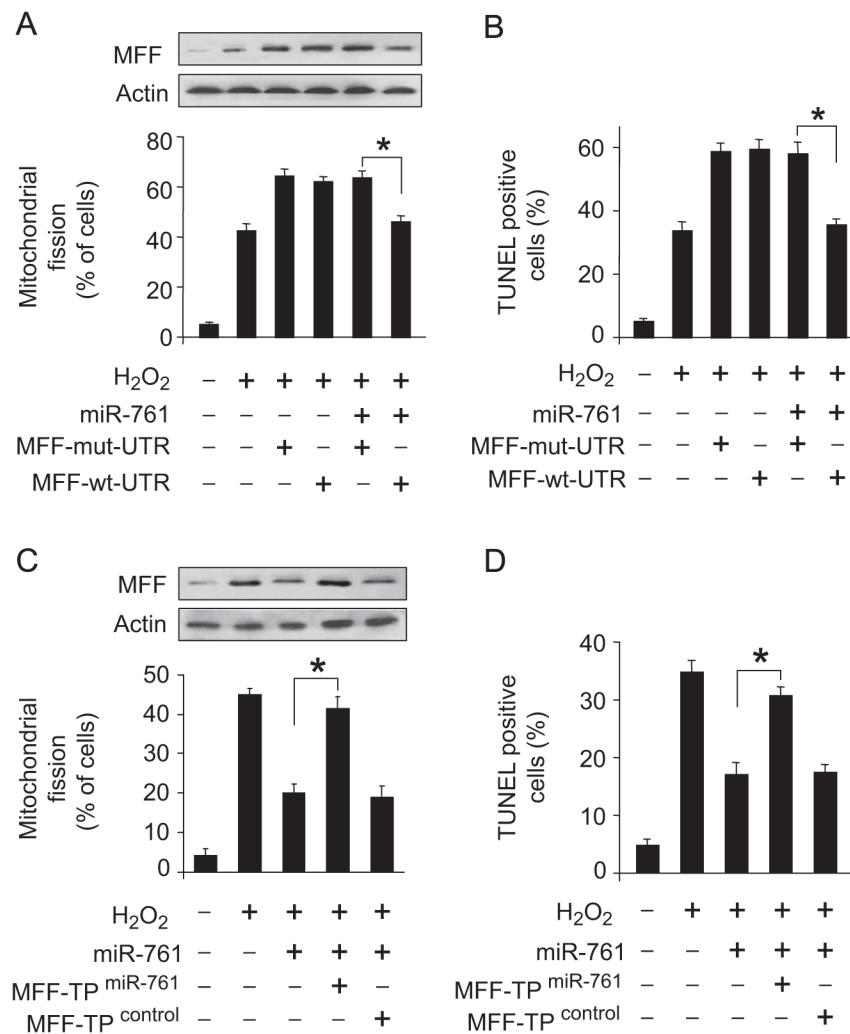 A
MFF
Actin
Mitochondrial
fission
(% of cells)
80
60
40
20
0
*
H2O2 – + + + + +
miR-761 – – – – + +
MFF-mut-UTR – – + – + –
MFF-wt-UTR – – – + – +
B
TUNEL positive
cells (%)
60
40
20
0
*
H2O2 – + + + + +
miR-761 – – – – + +
MFF-mut-UTR – – + – + –
MFF-wt-UTR – – – + – +
C
MFF
Actin
Mitochondrial
fission
(% of cells)
50
40
30
20
10
0
*
H2O2 – + + + +
miR-761 – – + + +
MFF-TP miR-761 – – – + –
MFF-TP control – – – – +
D
TUNEL positive
cells (%)
40
30
20
10
0
*
H2O2 – + + + +
miR-761 – – + + +
MFF-TP miR-761 – – – + –
MFF-TP control – – – – +